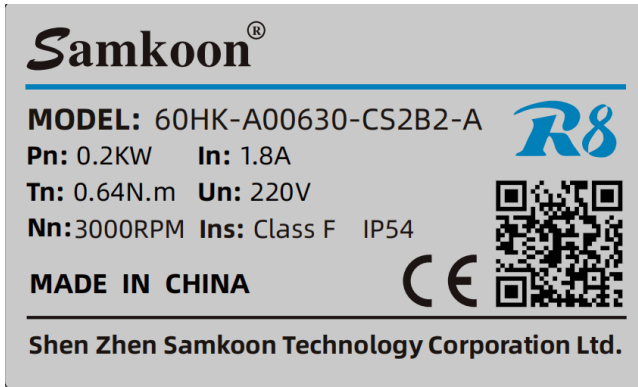 Samkoon®
MODEL: 60HK-A00630-CS2B2-A R8
Pn: 0.2KW In: 1.8A
Tn: 0.64N.m Un: 220V
Nn:3000RPM Ins: Class F IP54
MADE IN CHINA CE
Shen Zhen Samkoon Technology Corporation Ltd.